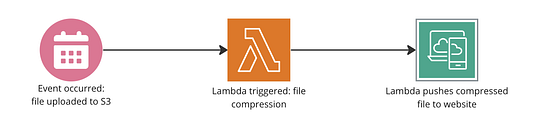 Event occurred:
file uploaded to S3
Lambda triggered: file
compression
Lambda pushes compressed
file to website